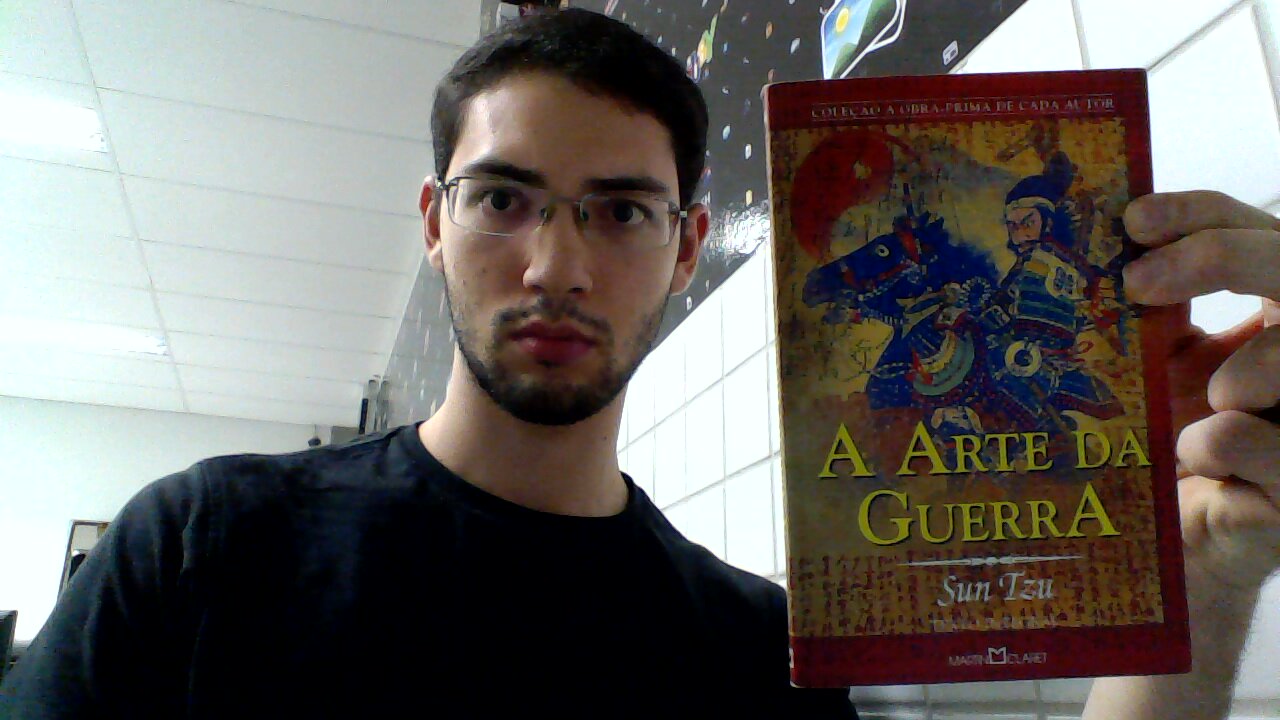 COLEÇÃO A OBRA-PRIMA DE CADA AUTOR
A ARTE DA
GUERRA
Sun Tzu
MARTIN CLARET